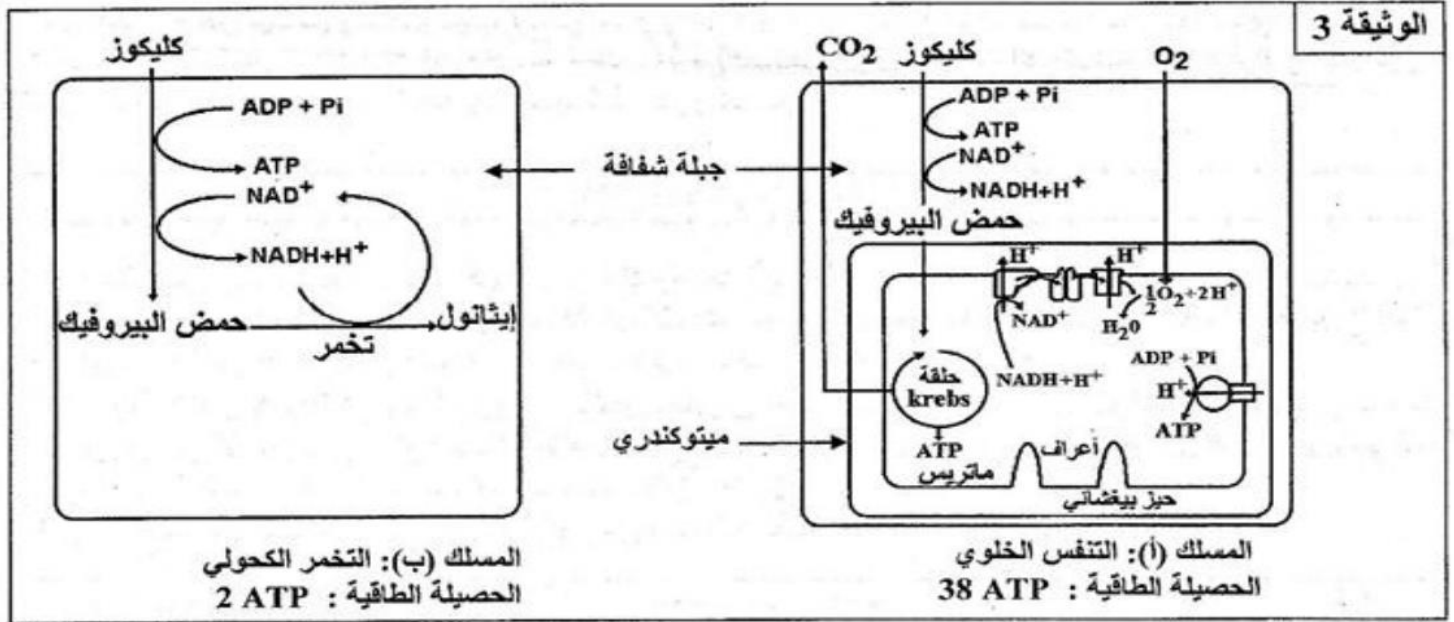 الوثيقة 3
O2
كليكوز
CO2
ADP + Pi
ATP
NAD+
NADH+H+
حمض البيروفيك
H+
H+
½O2+2H+
NAD+
H20
NADH+H+
حلقة
krebs
ATP
ADP + Pi
H+
ATP
أعراف
ماتريس
حيز بيغشائي
جبلة شفافة
ميتوكندري
المسلك (أ): التنفس الخلوي
الحصيلة الطاقية : 38 ATP
كليكوز
ADP + Pi
ATP
NAD+
NADH+H+
حمض البيروفيك
تخمر
إيثانول
المسلك (ب): التخمر الكحولي
الحصيلة الطاقية : 2 ATP